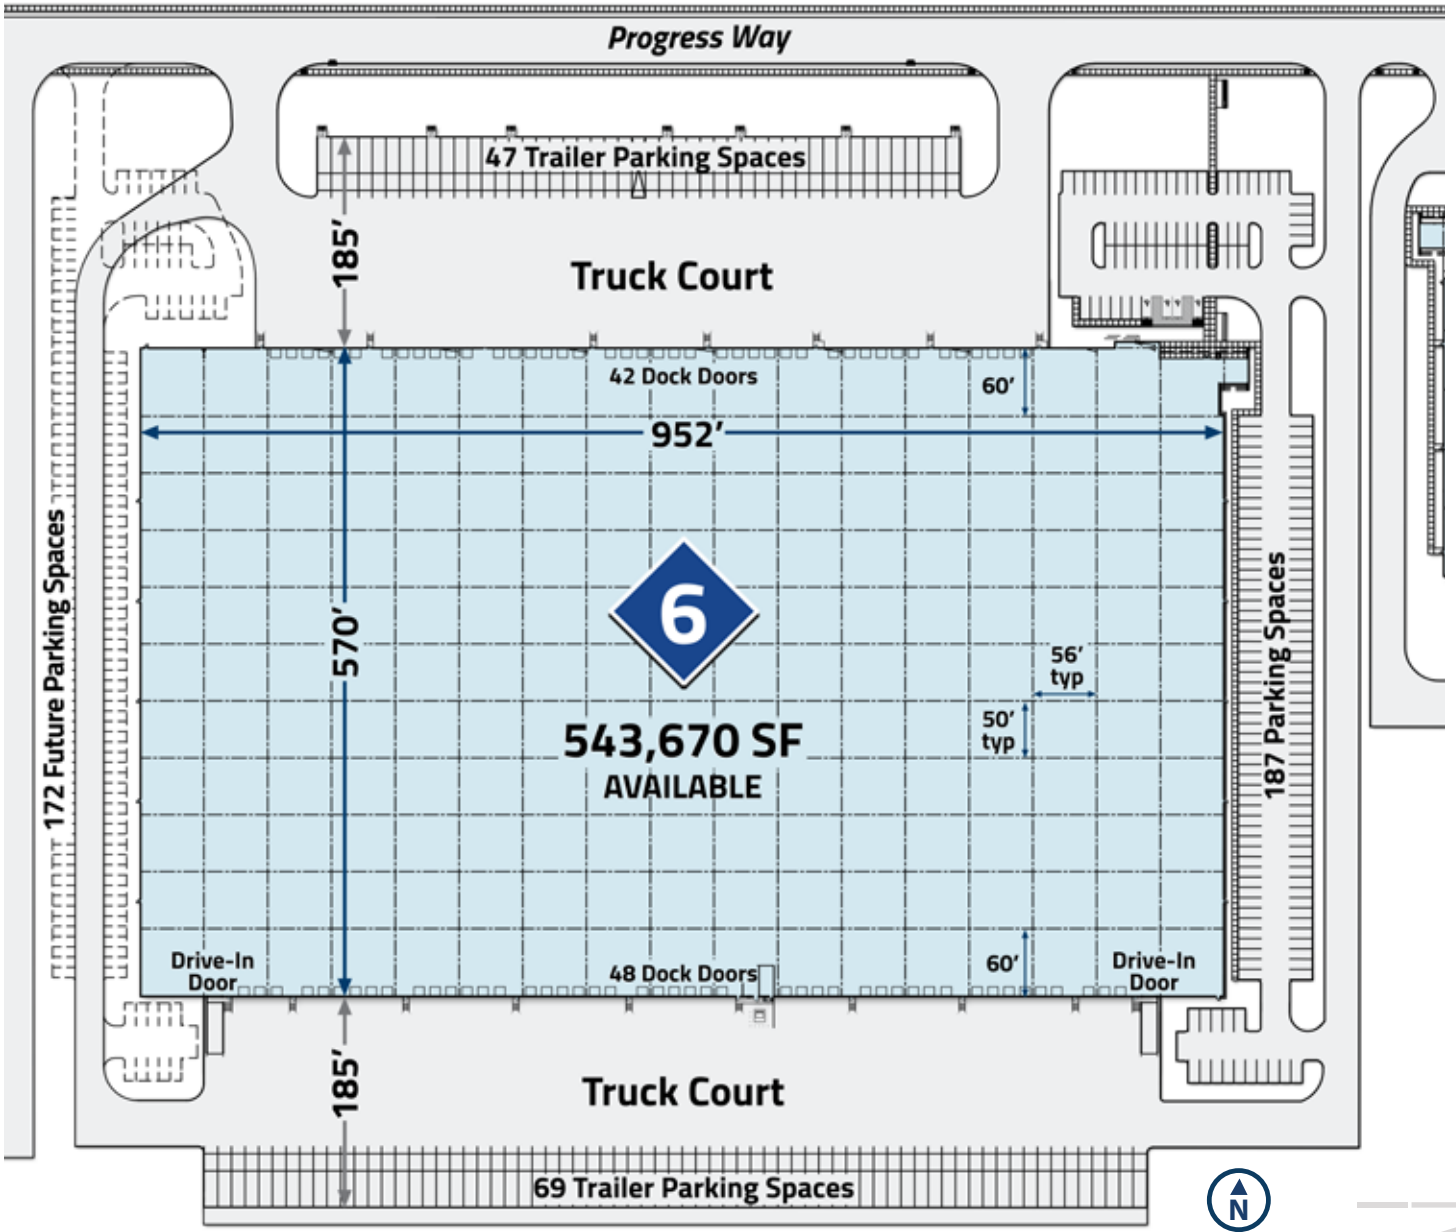 Progress Way
47 Trailer Parking Spaces
185’
Truck Court
42 Dock Doors
60’
952’
172 Future Parking Spaces
570’
6
187 Parking Spaces
56’
typ
50’
typ
543,670 SF
AVAILABLE
Drive-In
Door
48 Dock Doors
60’
Drive-In
Door
185’
Truck Court
69 Trailer Parking Spaces
N